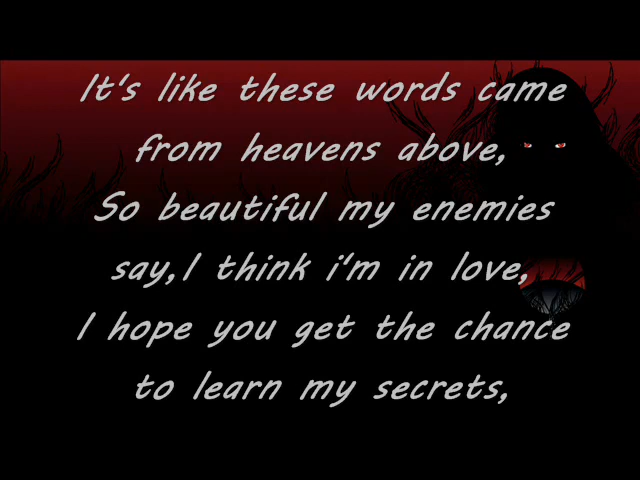 It's like these words came
from heavens above,
So beautiful my enemies
say,I think i'm in love,
I hope you get the chance
to learn my secrets,